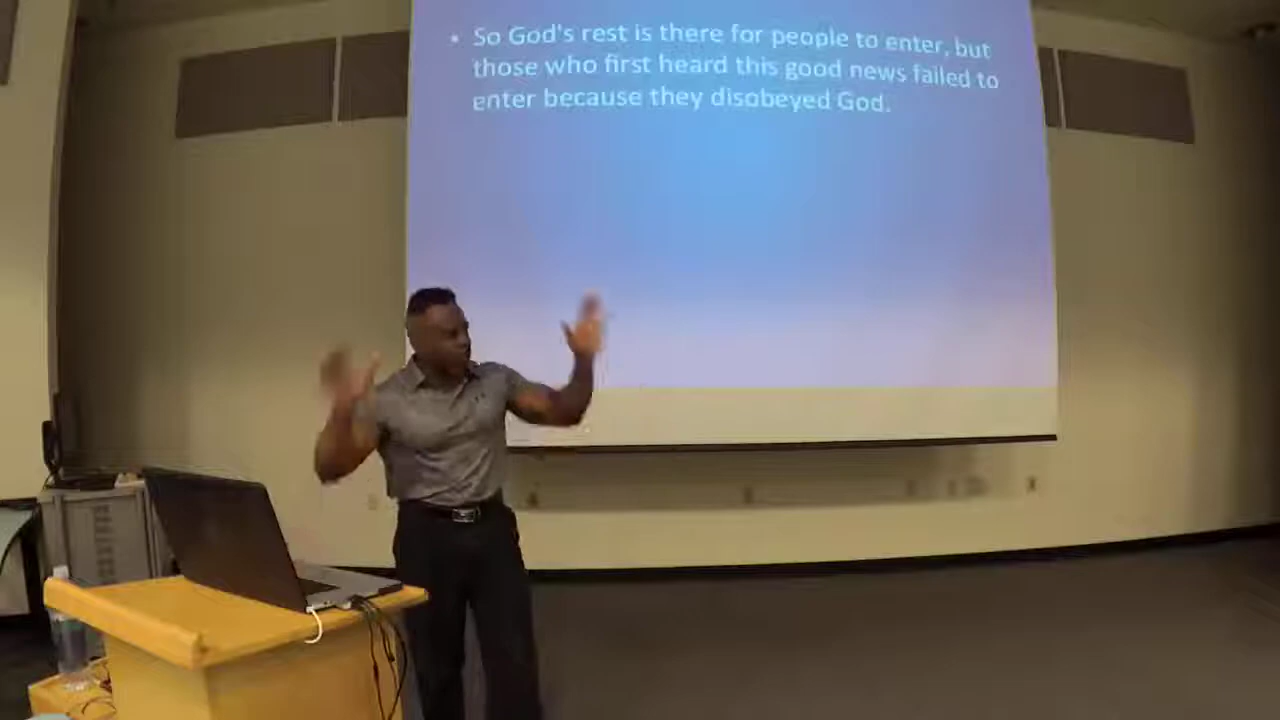 • So God's rest is there for people to enter, but
those who first heard this good news failed to
enter because they disobeyed God.